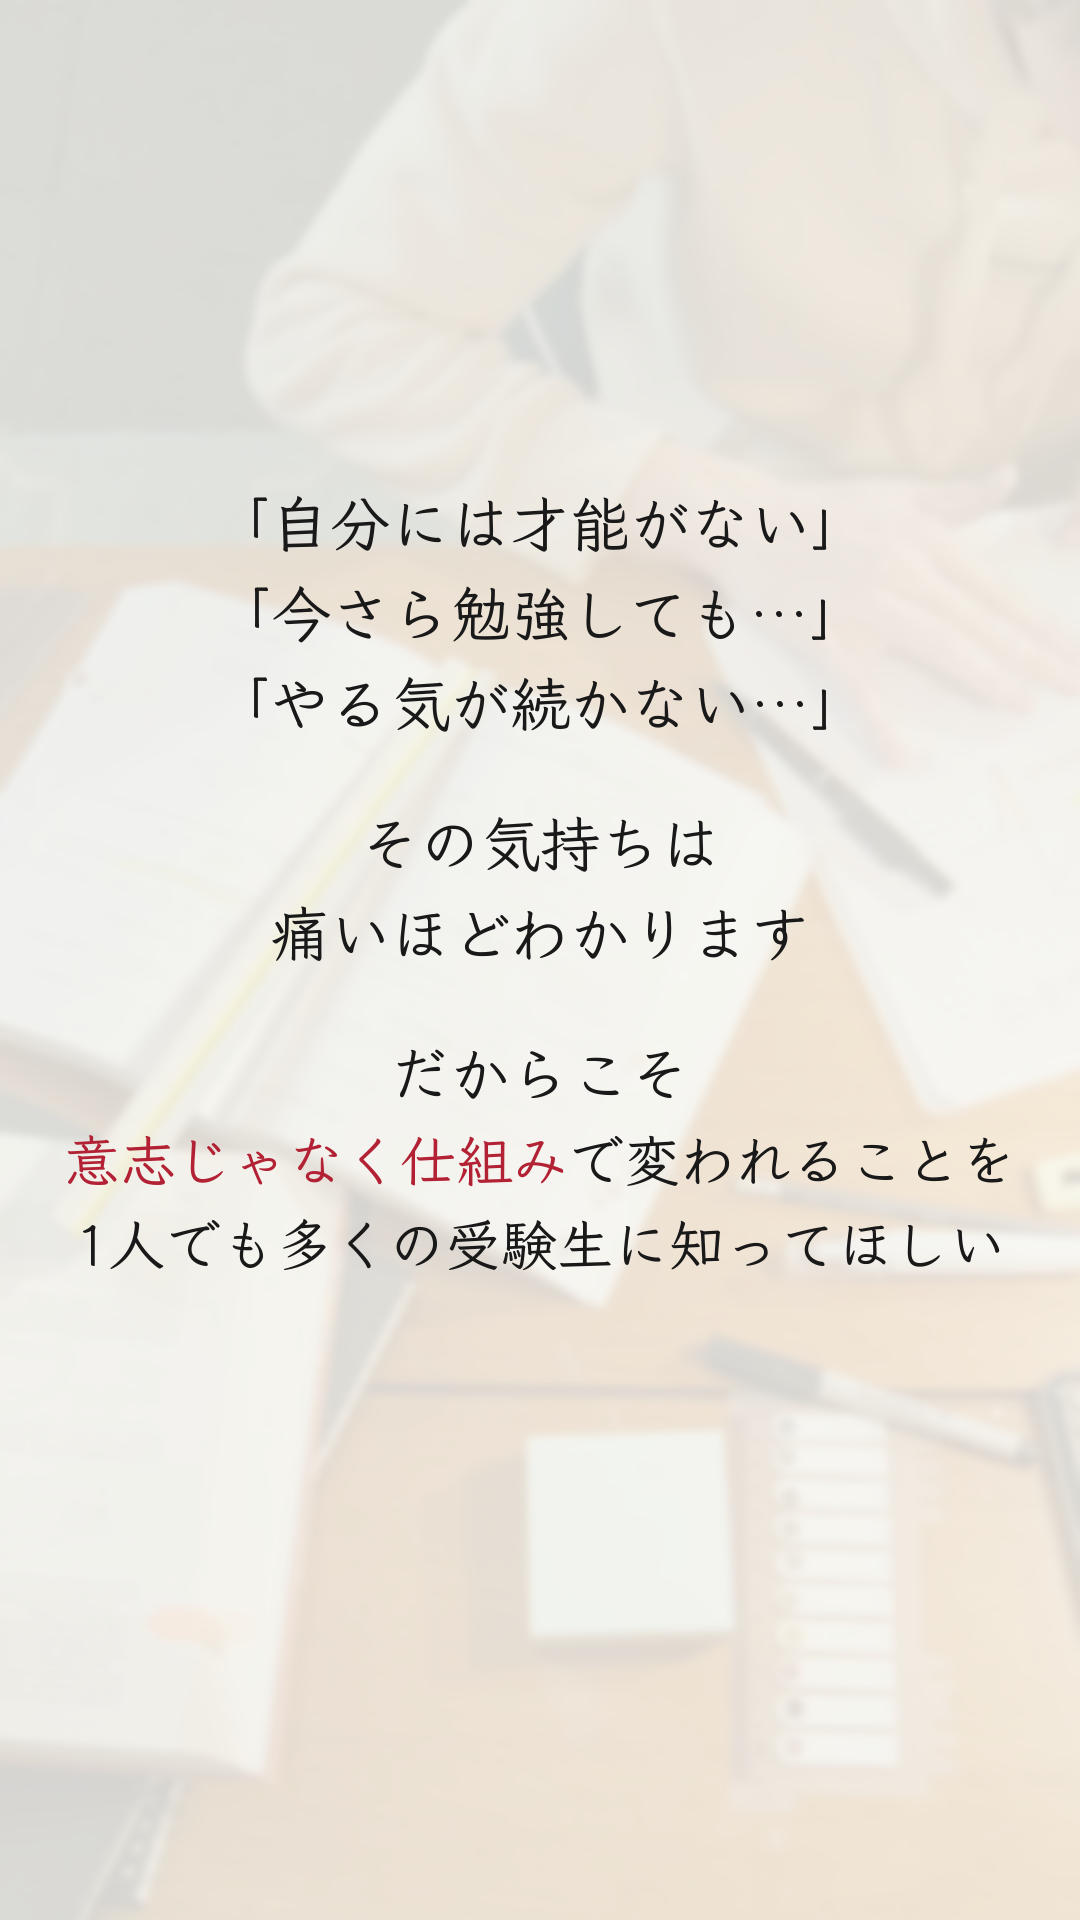 「自分には才能がない」
「今さら勉強しても…」
「やる気が続かない…」
その気持ちは
痛いほどわかります
だからこそ
意志じゃなく仕組みで変われることを
1人でも多くの受験生に知ってほしい